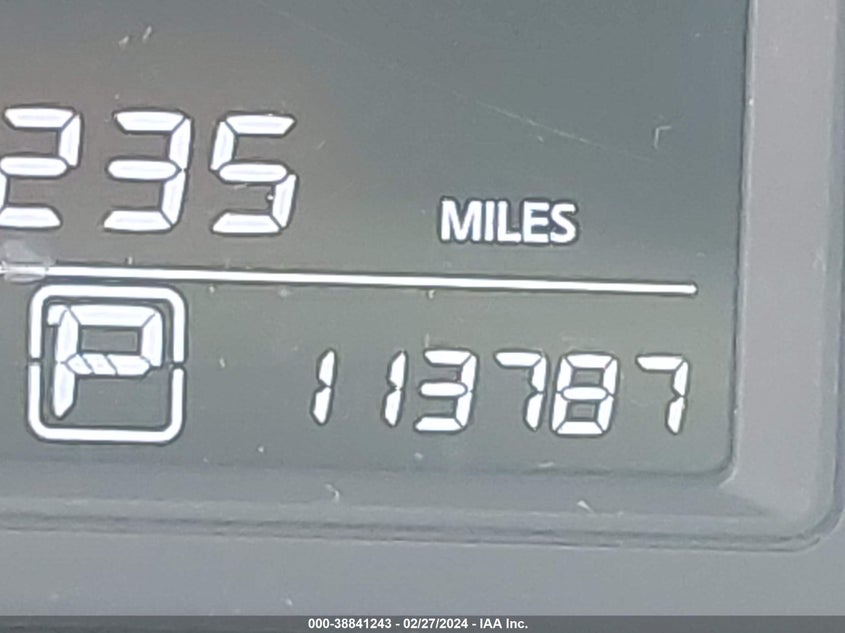 235
MILES
P
113787
000-38841243 - 02/27/2024 - IAA Inc.